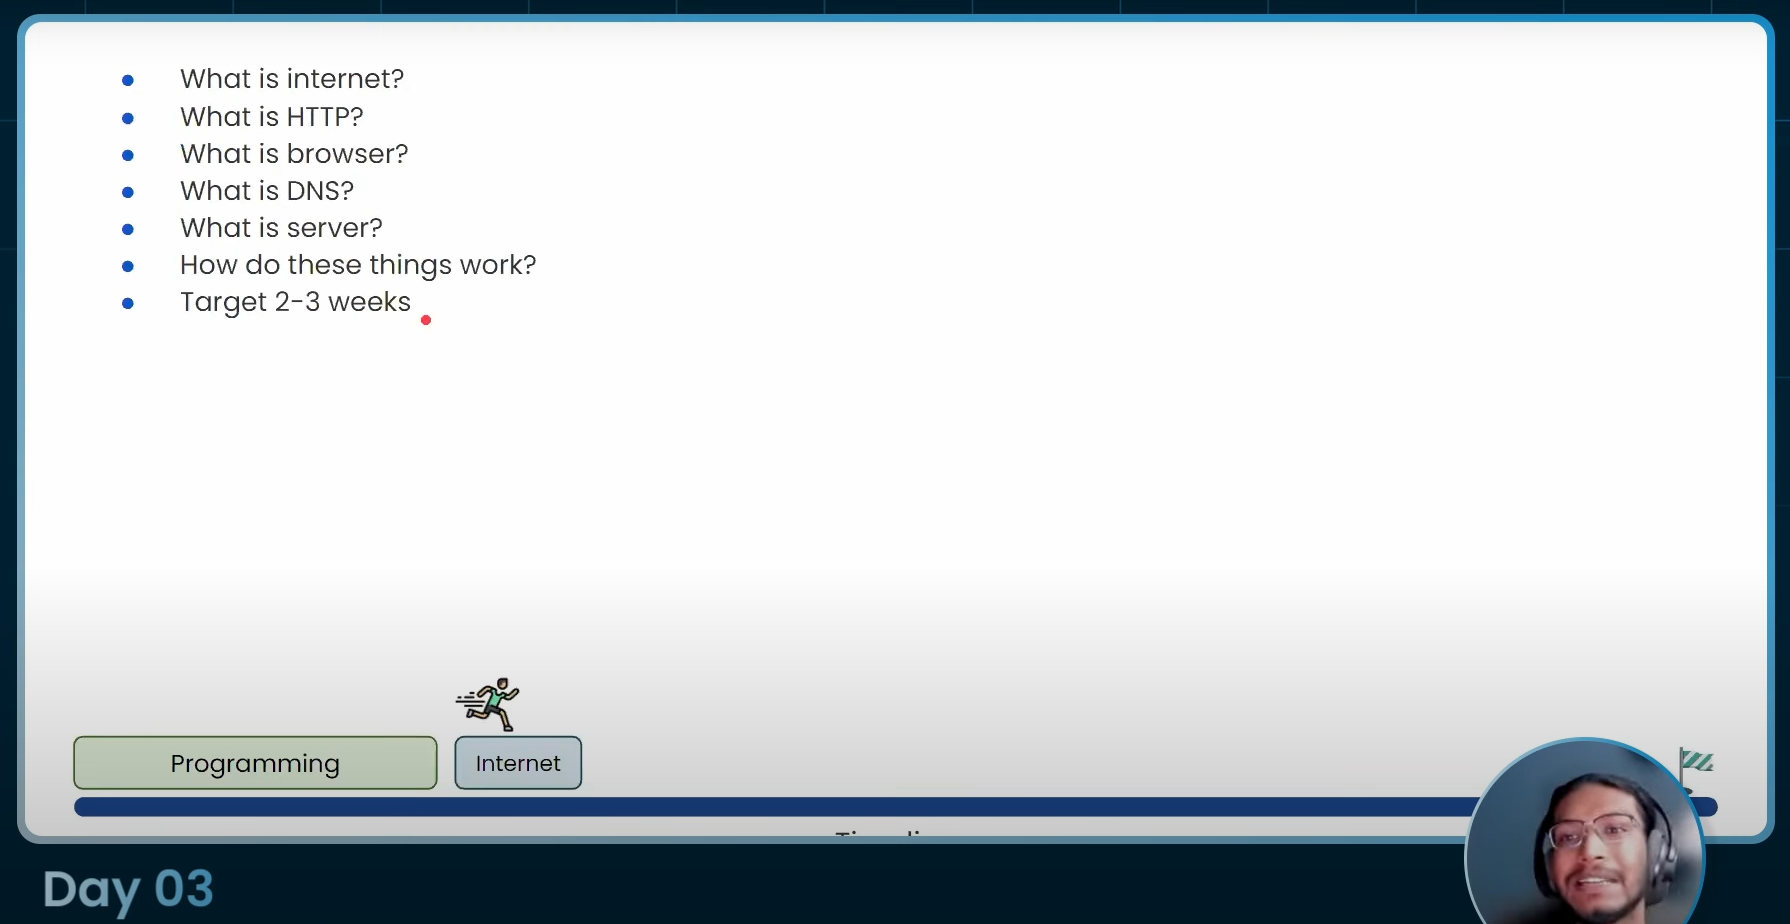 What is internet?
What is HTTP?
What is browser?
What is DNS?
What is server?
How do these things work?
Target 2-3 weeks
Programming
Internet
Day 03